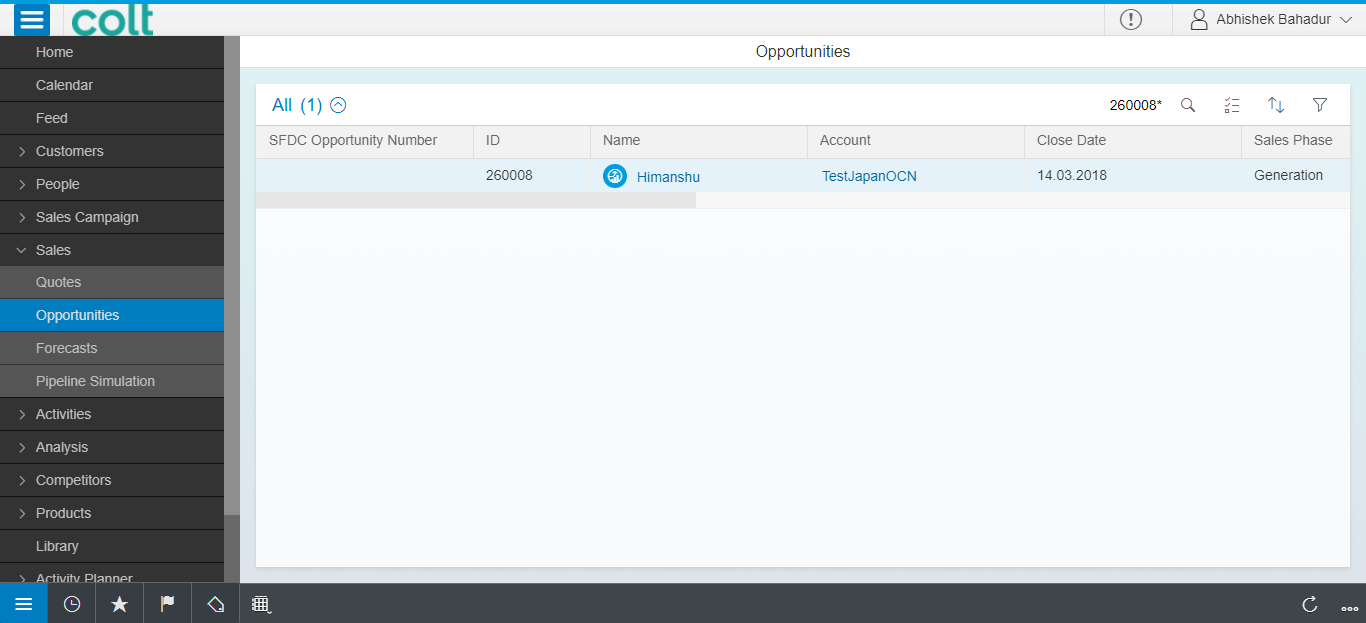 colt
Abhishek Bahadur
Home
Calendar
Feed
Customers
People
Sales Campaign
Sales
Quotes
Opportunities
Forecasts
Pipeline Simulation
Activities
Analysis
Competitors
Products
Library
Activity Planner
Opportunities
All (1)
260008*
SFDC Opportunity Number ID Name Account Close Date Sales Phase
260008 Himanshu TestJapanOCN 14.03.2018 Generation